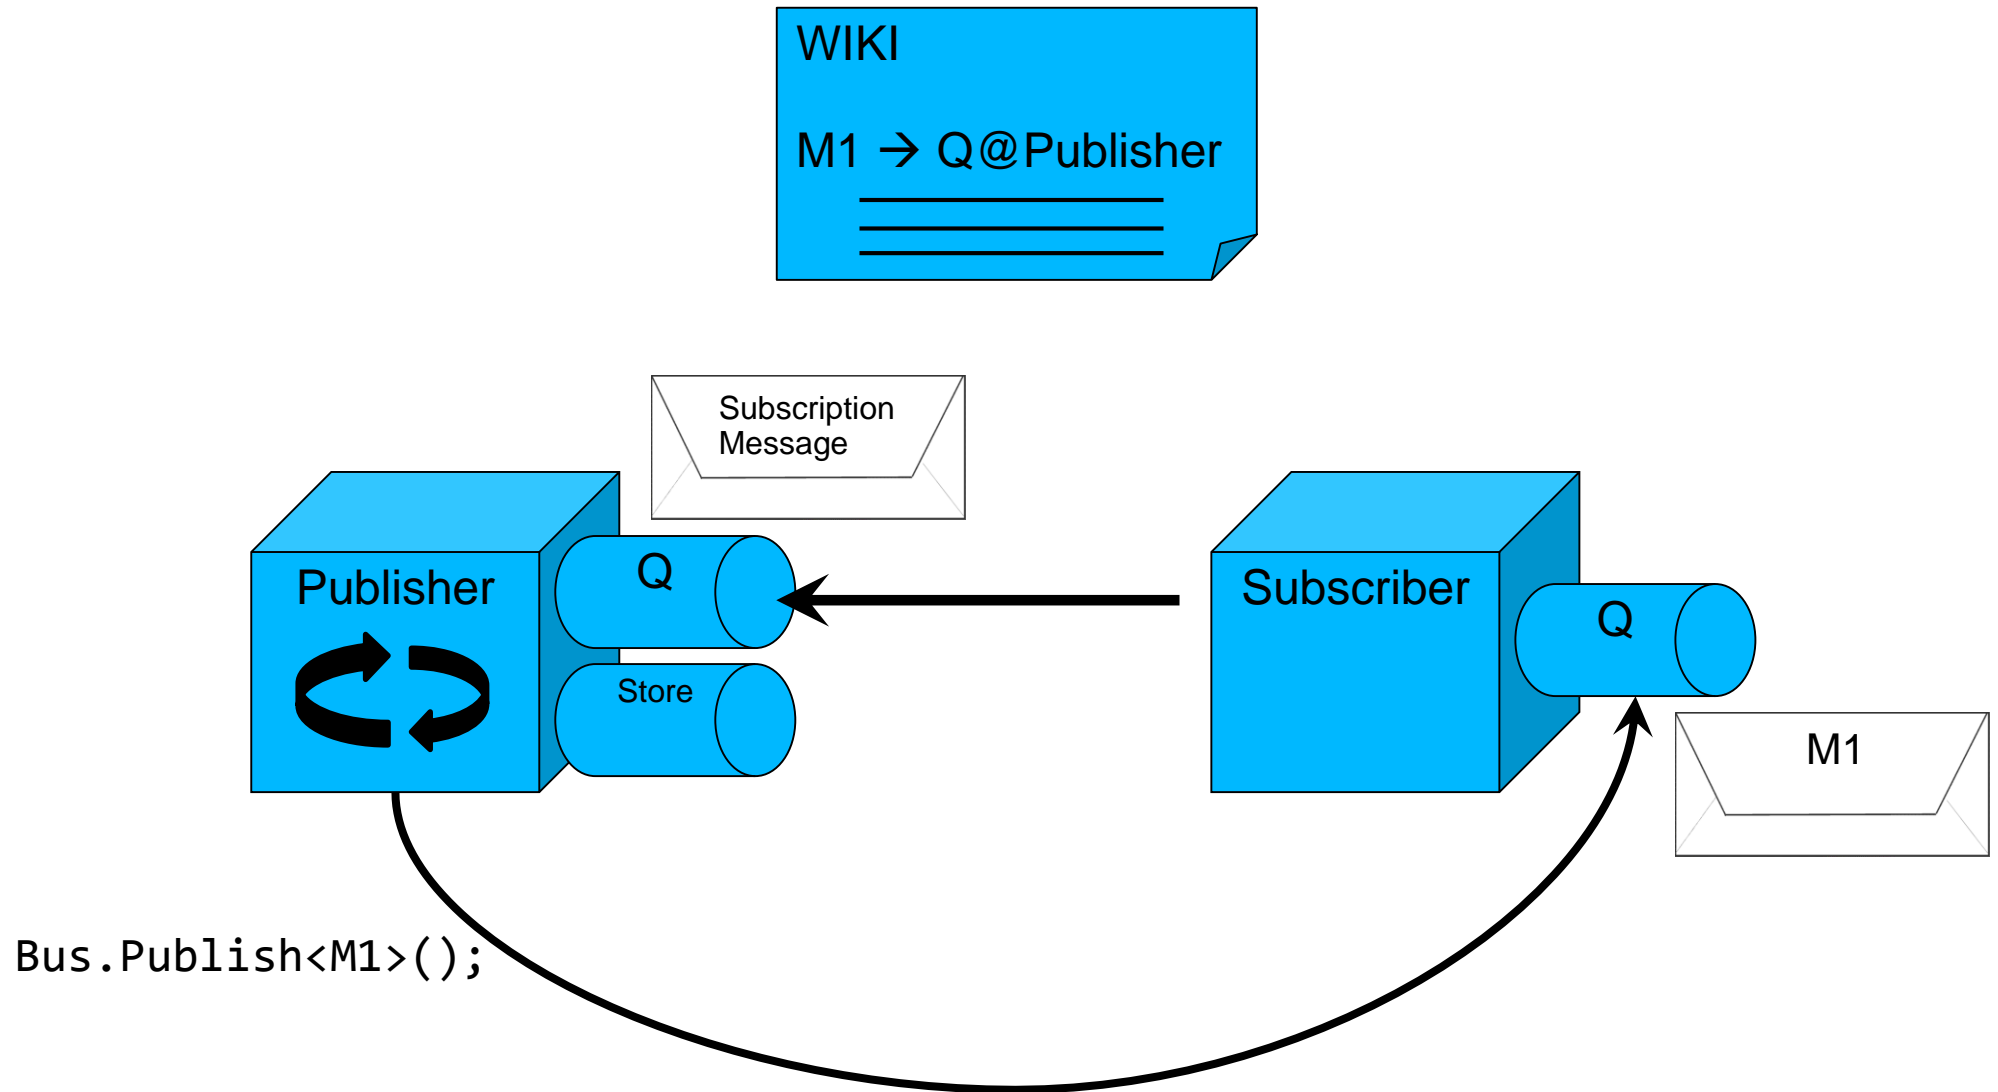 WIKI
M1 → Q@Publisher
Subscription
Message
Publisher
Q
Store
Subscriber
Q
M1
Bus.Publish<M1>();